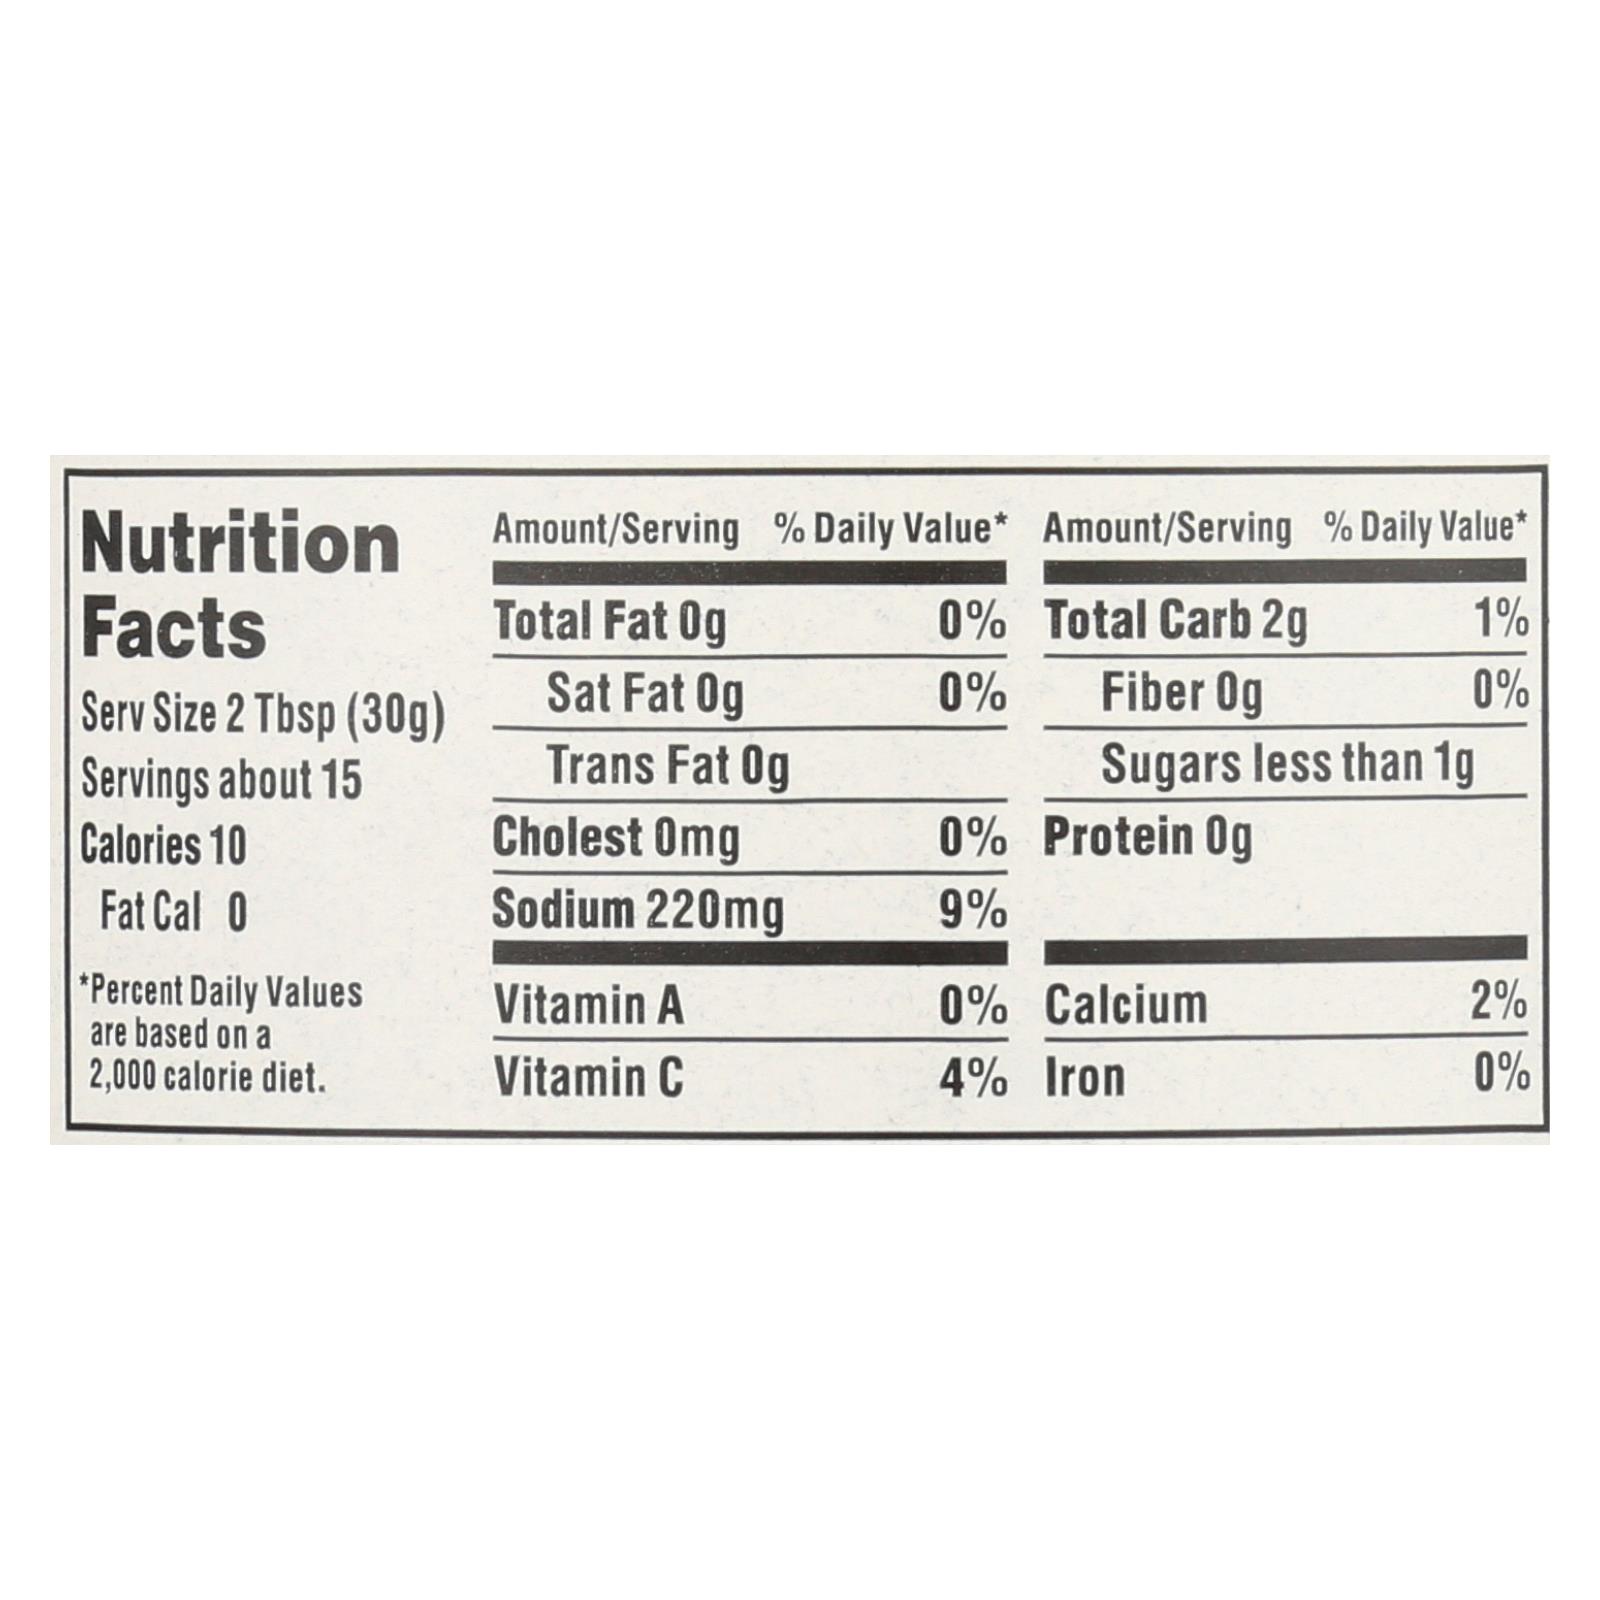 Nutrition
Facts
Serv Size 2 Tbsp (30g)
Servings about 15
Calories 10
Fat Cal 0
*Percent Daily Values
are based on a
2,000 calorie diet.
Amount/Serving % Daily Value*
Total Fat 0g 0%
Sat Fat 0g 0%
Trans Fat 0g
Cholest 0mg 0%
Sodium 220mg 9%
Vitamin A 0%
Vitamin C 4%
Amount/Serving % Daily Value*
Total Carb 2g 1%
Fiber 0g 0%
Sugars less than 1g
Protein 0g
Calcium 2%
Iron 0%